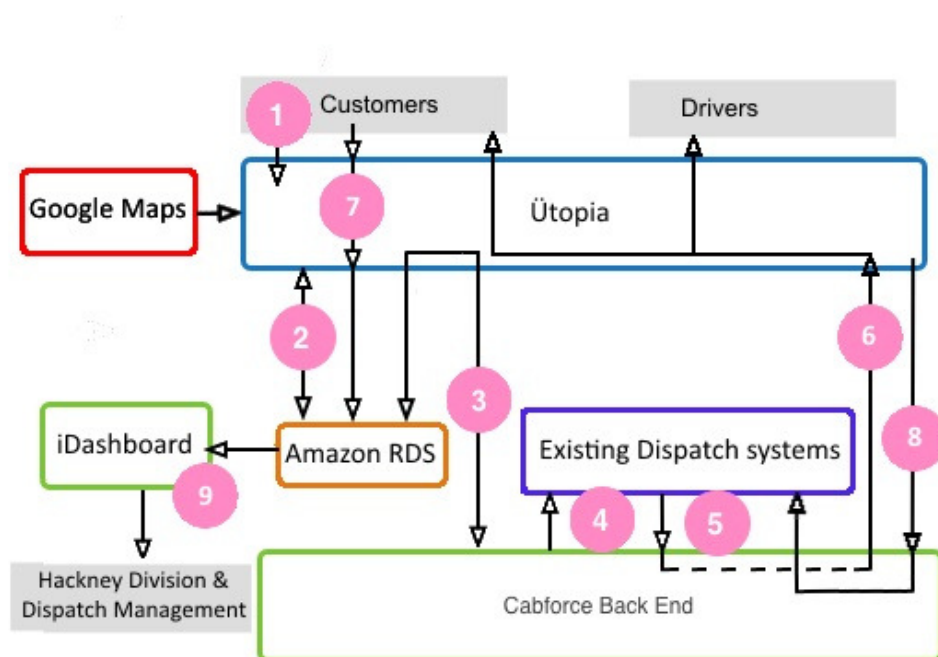 1
Customers
Drivers
Google Maps
7
Ütopia
2
6
3
8
iDashboard
Amazon RDS
Existing Dispatch systems
9
4
5
Hackney Division &
Dispatch Management
Cabforce Back End